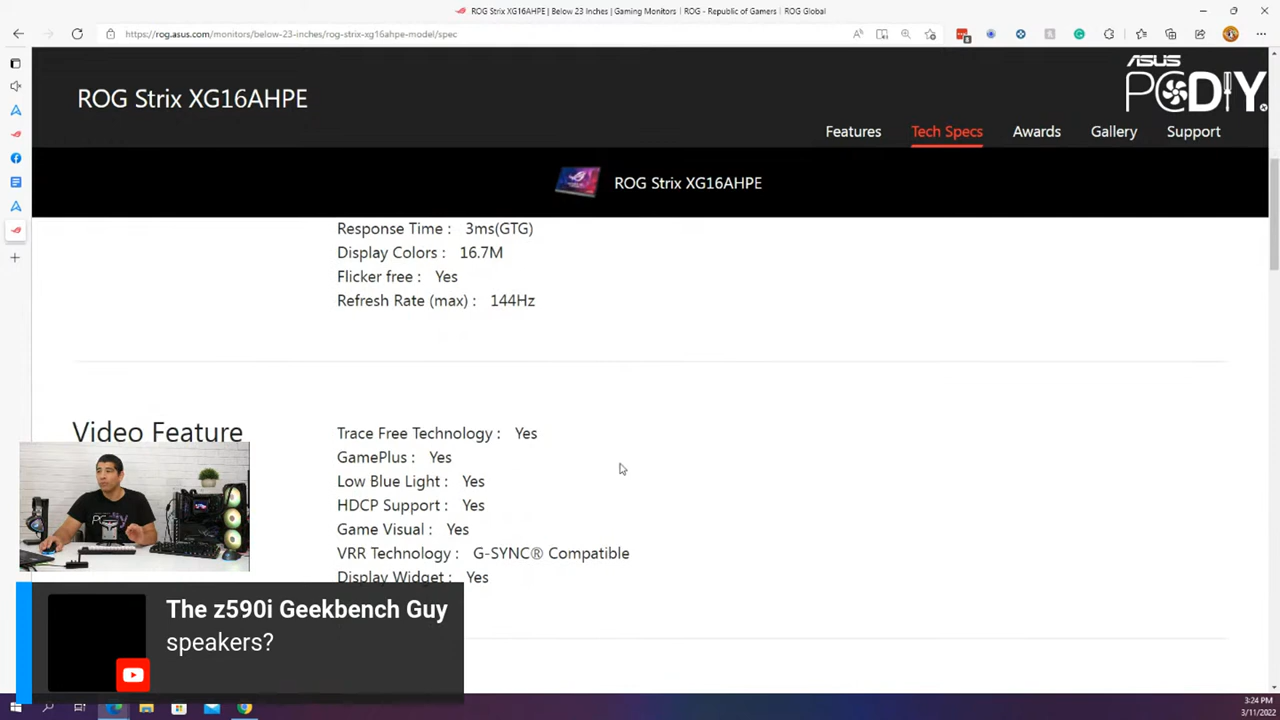 ROG Strix XG16AHPE | Below 23 Inches | Gaming Monitors | ROG - Republic of Gamers | ROG Global
https://rog.asus.com/monitors/below-23-inches/rog-strix-xg16ahpe-model/spec
ROG Strix XG16AHPE
ASUS
PCDIY
Features Tech Specs Awards Gallery Support
ROG Strix XG16AHPE
Response Time : 3ms(GTG)
Display Colors : 16.7M
Flicker free : Yes
Refresh Rate (max) : 144Hz
Video Feature
Trace Free Technology : Yes
GamePlus : Yes
Low Blue Light : Yes
HDCP Support : Yes
Game Visual : Yes
VRR Technology : G-SYNC® Compatible
Display Widget : Yes
PCDIY
The z590i Geekbench Guy
speakers?
3:24 PM
3/11/2022